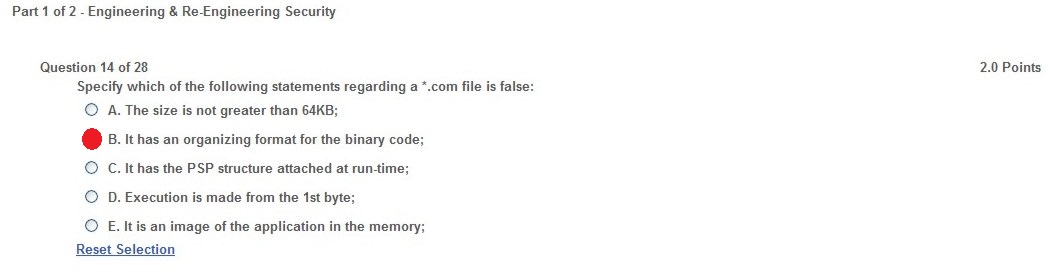 Part 1 of 2 - Engineering & Re-Engineering Security
Question 14 of 28 2.0 Points
Specify which of the following statements regarding a *.com file is false:
A. The size is not greater than 64KB;
B. It has an organizing format for the binary code;
C. It has the PSP structure attached at run-time;
D. Execution is made from the 1st byte;
E. It is an image of the application in the memory;
Reset Selection